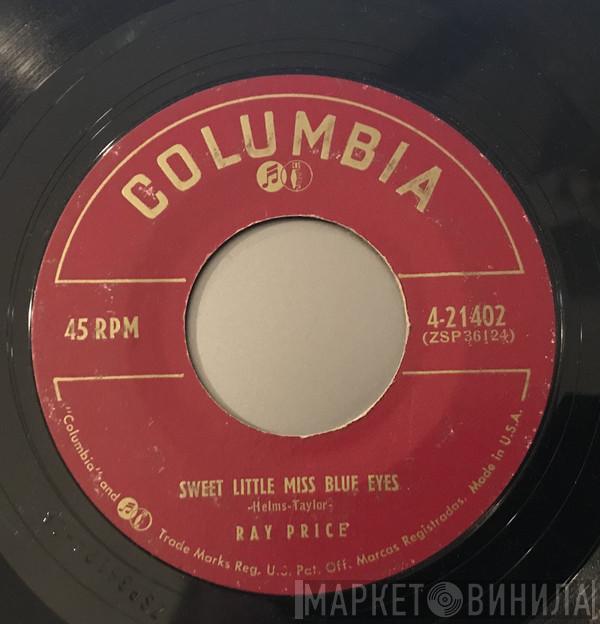 COLUMBIA
45 RPM
4-21402
(ZSP36124)
SWEET LITTLE MISS BLUE EYES
-Helms-Taylor-
RAY PRICE
"Columbia" and Trade Marks Reg. U.S. Pat. Off. Marcas Registradas. Made in U.S.A.
МАРКЕТ ВИНИЛА